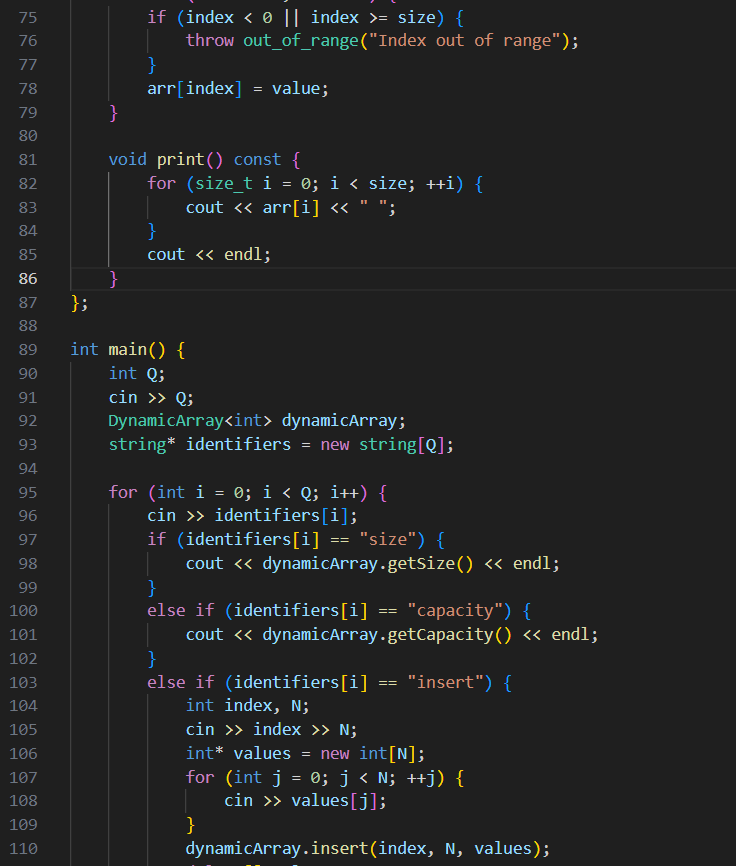 75 if (index < 0 || index >= size) {
76 throw out_of_range("Index out of range");
77 }
78 arr[index] = value;
79 }
80
81 void print() const {
82 for (size_t i = 0; i < size; ++i) {
83 cout << arr[i] << " ";
84 }
85 cout << endl;
86 }
87 };
88
89 int main() {
90 int Q;
91 cin >> Q;
92 DynamicArray<int> dynamicArray;
93 string* identifiers = new string[Q];
94
95 for (int i = 0; i < Q; i++) {
96 cin >> identifiers[i];
97 if (identifiers[i] == "size") {
98 cout << dynamicArray.getSize() << endl;
99 }
100 else if (identifiers[i] == "capacity") {
101 cout << dynamicArray.getCapacity() << endl;
102 }
103 else if (identifiers[i] == "insert") {
104 int index, N;
105 cin >> index >> N;
106 int* values = new int[N];
107 for (int j = 0; j < N; ++j) {
108 cin >> values[j];
109 }
110 dynamicArray.insert(index, N, values);